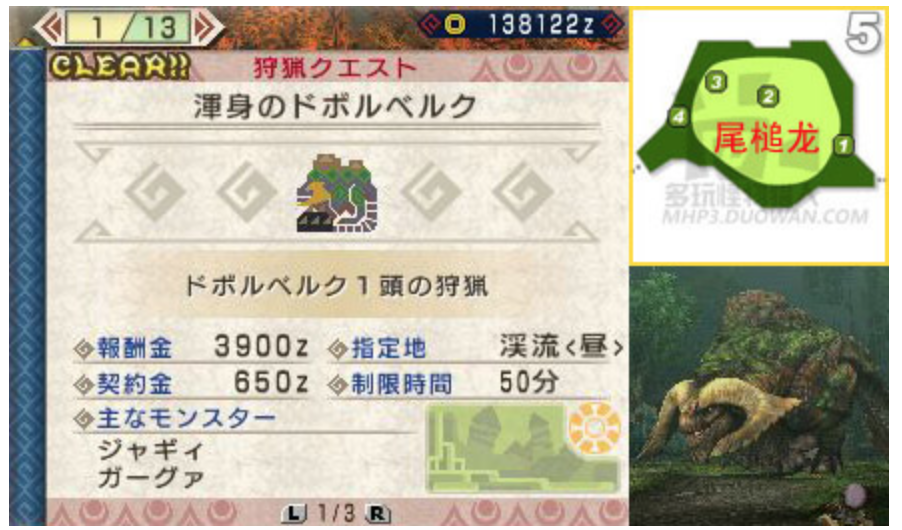 1/13
138122z
5
CLEAR!!
狩猟クエスト
渾身のドボルベルク
3
2
4
1
尾槌龙
MHP3.DUOWAN.COM
ドボルベルク1頭の狩猟
報酬金 3900z 指定地 渓流<昼>
契約金 650z 制限時間 50分
主なモンスター
ジャギィ
ガーグァ
L 1/3 R